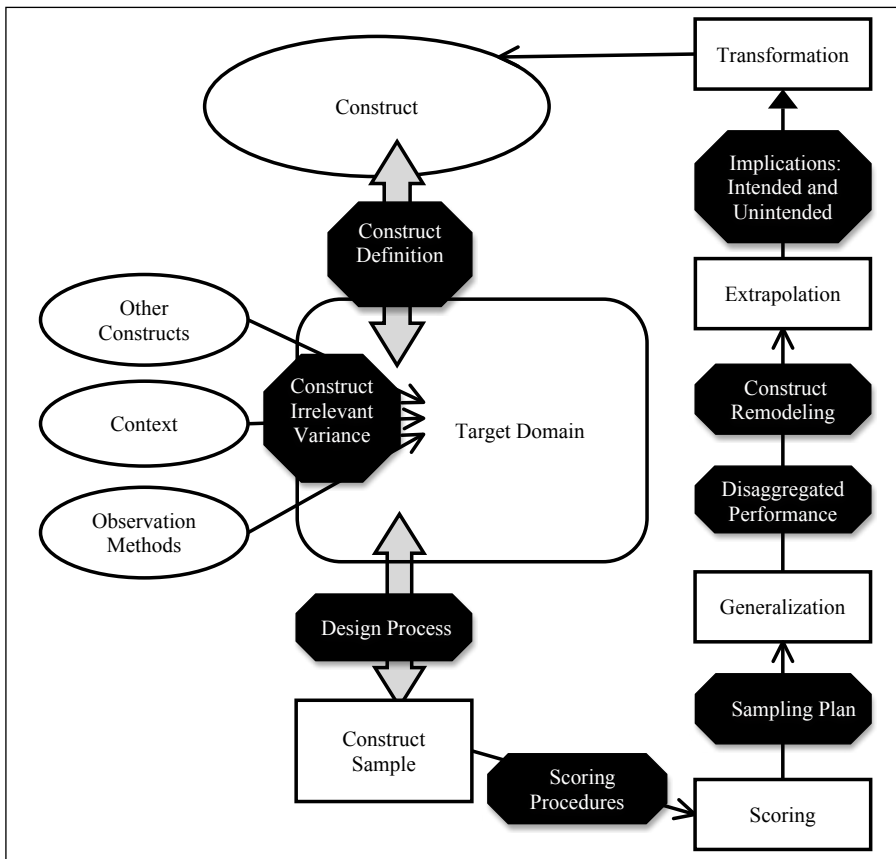 Transformation
Construct
Implications:
Intended and
Unintended
Construct
Definition
Extrapolation
Other
Constructs
Construct
Irrelevant
Variance
Construct
Remodeling
Context
Target Domain
Disaggregated
Performance
Observation
Methods
Generalization
Design Process
Sampling Plan
Construct
Sample
Scoring
Procedures
Scoring